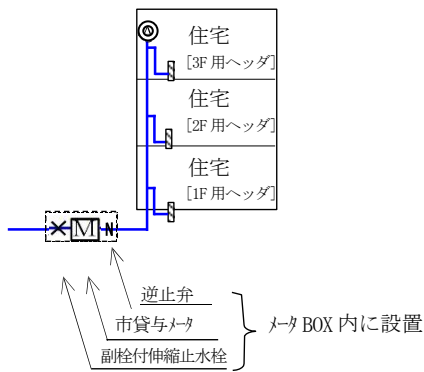 住宅
[3F 用ヘッダ]
住宅
[2F 用ヘッダ]
住宅
[1F 用ヘッダ]
M N
逆止弁
市貸与メータ
副栓付伸縮止水栓
メータ BOX 内に設置